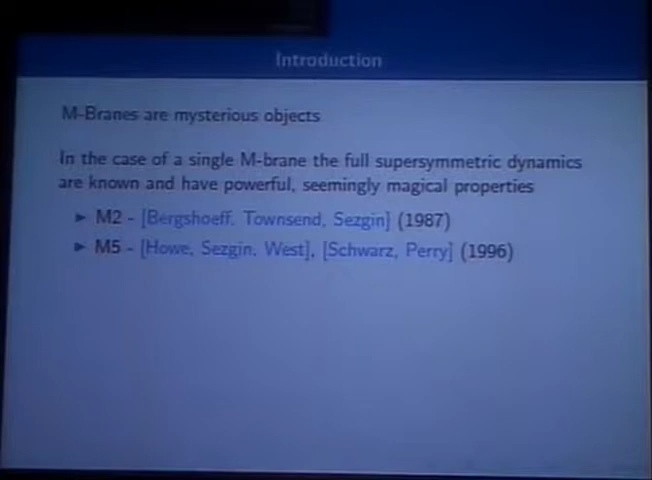 Introduction
M-Branes are mysterious objects
In the case of a single M-brane the full supersymmetric dynamics
are known and have powerful, seemingly magical properties
► M2 - [Bergshoeff, Townsend, Sezgin] (1987)
► M5 - [Howe, Sezgin, West], [Schwarz, Perry] (1996)